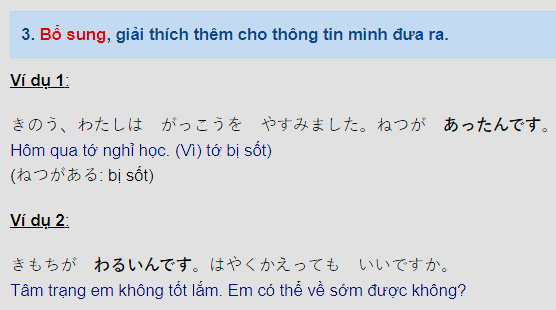 3. Bổ sung, giải thích thêm cho thông tin mình đưa ra.
Ví dụ 1:
きのう、わたしは　がっこうを　やすみました。ねつが　あったんです。
Hôm qua tớ nghỉ học. (Vì) tớ bị sốt)
(ねつがある: bị sốt)
Ví dụ 2:
きもちが　わるいんです。はやくかえっても　いいですか。
Tâm trạng em không tốt lắm. Em có thể về sớm được không?